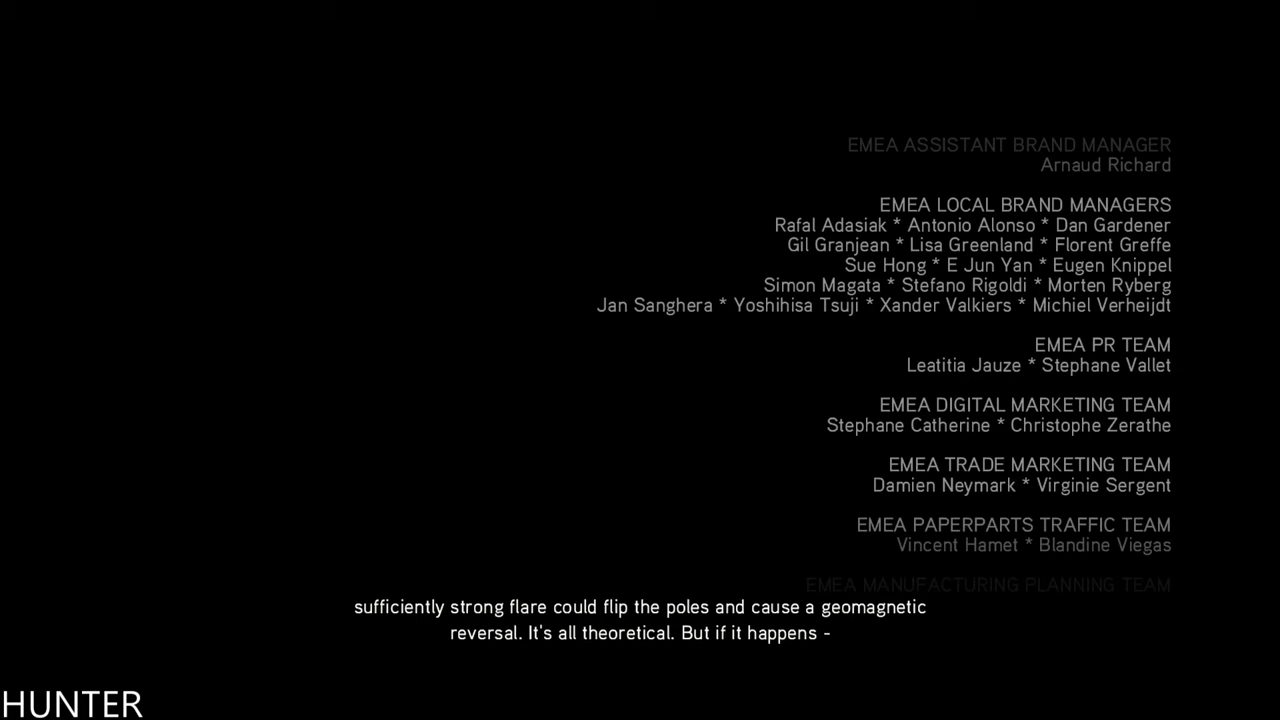 EMEA ASSISTANT BRAND MANAGER
Arnaud Richard
EMEA LOCAL BRAND MANAGERS
Rafal Adasiak * Antonio Alonso * Dan Gardener
Gil Granjean * Lisa Greenland * Florent Greffe
Sue Hong * E Jun Yan * Eugen Knippel
Simon Magata * Stefano Rigoldi * Morten Ryberg
Jan Sanghera * Yoshihisa Tsuji * Xander Valkiers * Michiel Verheijdt
EMEA PR TEAM
Leatitia Jauze * Stephane Vallet
EMEA DIGITAL MARKETING TEAM
Stephane Catherine * Christophe Zerathe
EMEA TRADE MARKETING TEAM
Damien Neymark * Virginie Sergent
EMEA PAPERPARTS TRAFFIC TEAM
Vincent Hamet * Blandine Viegas
EMEA MANUFACTURING PLANNING TEAM
sufficiently strong flare could flip the poles and cause a geomagnetic
reversal. It's all theoretical. But if it happens -
HUNTER